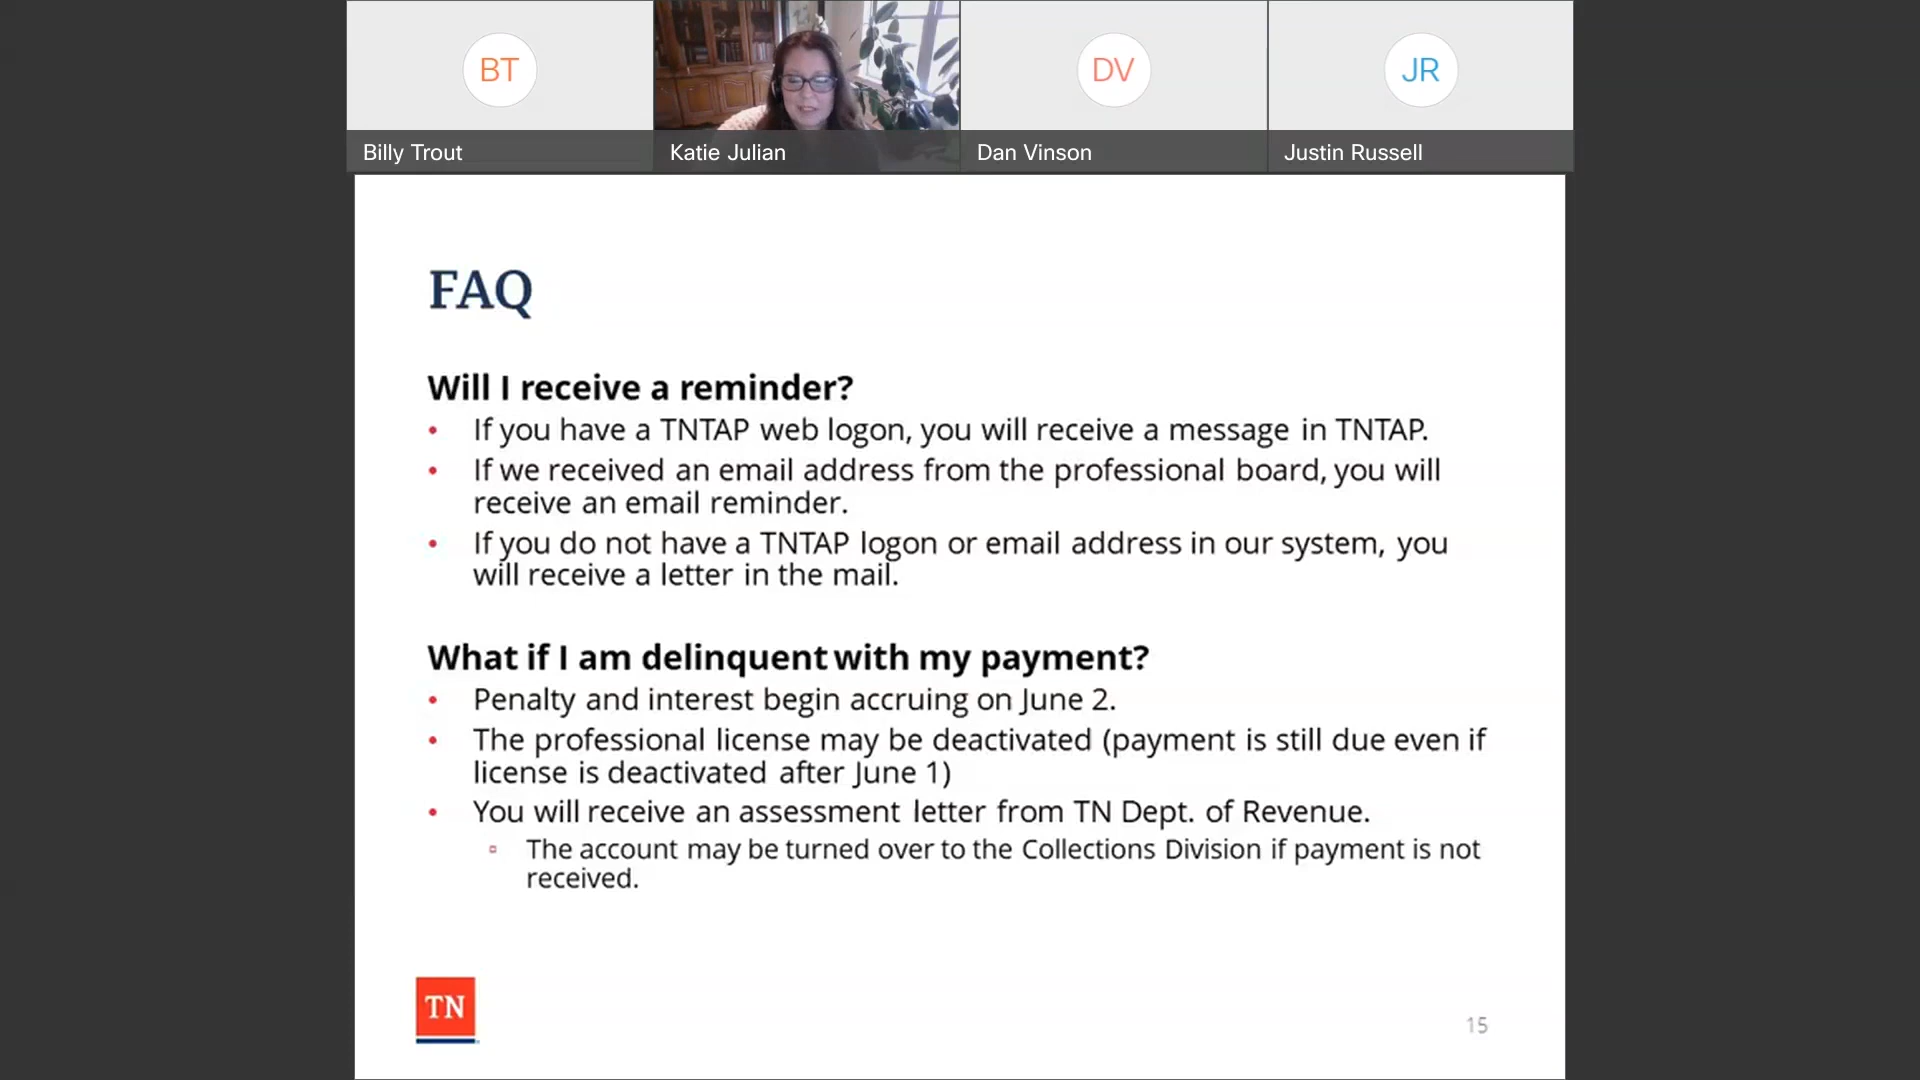 BT
DV
JR
Billy Trout
Katie Julian
Dan Vinson
Justin Russell
FAQ
Will I receive a reminder?
• If you have a TNTAP web logon, you will receive a message in TNTAP.
• If we received an email address from the professional board, you will
receive an email reminder.
• If you do not have a TNTAP logon or email address in our system, you
will receive a letter in the mail.
What if I am delinquent with my payment?
• Penalty and interest begin accruing on June 2.
• The professional license may be deactivated (payment is still due even if
license is deactivated after June 1)
• You will receive an assessment letter from TN Dept. of Revenue.
▫ The account may be turned over to the Collections Division if payment is not
received.
TN
15